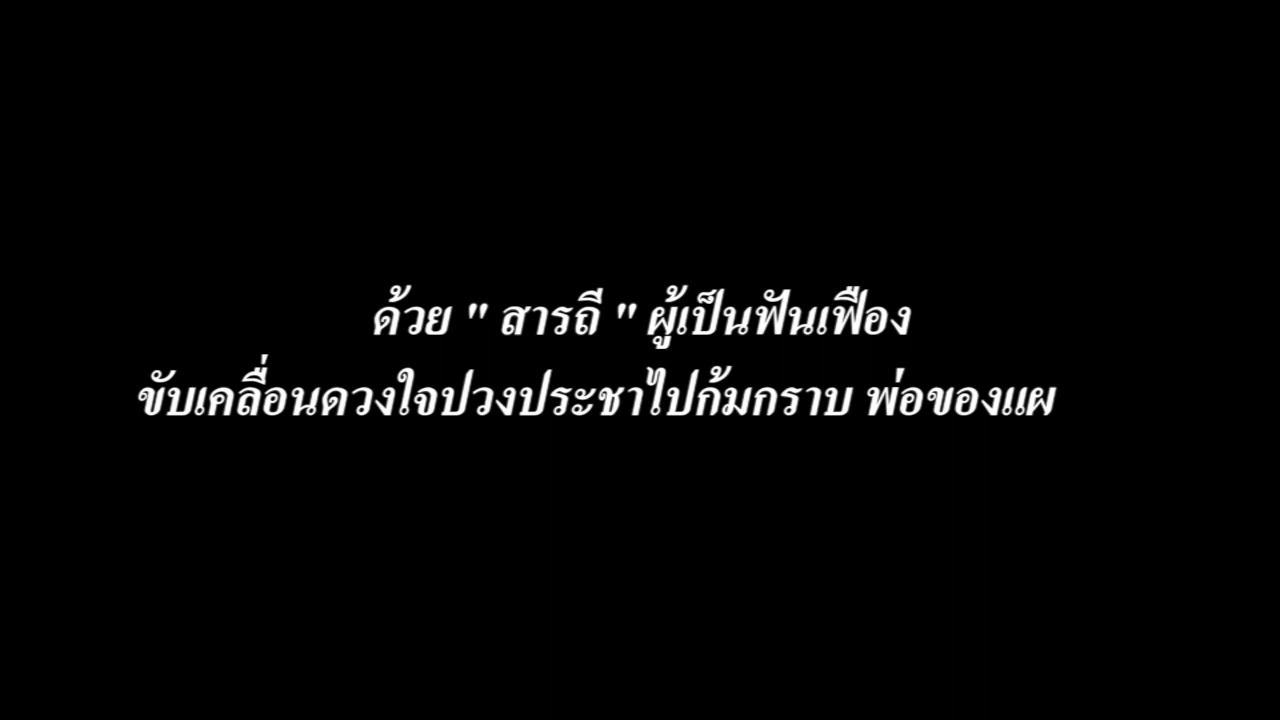 ด้วย " สารถี " ผู้เป็นฟันเฟือง
ขับเคลื่อนดวงใจปวงประชาไปก้มกราบ พ่อของแผ